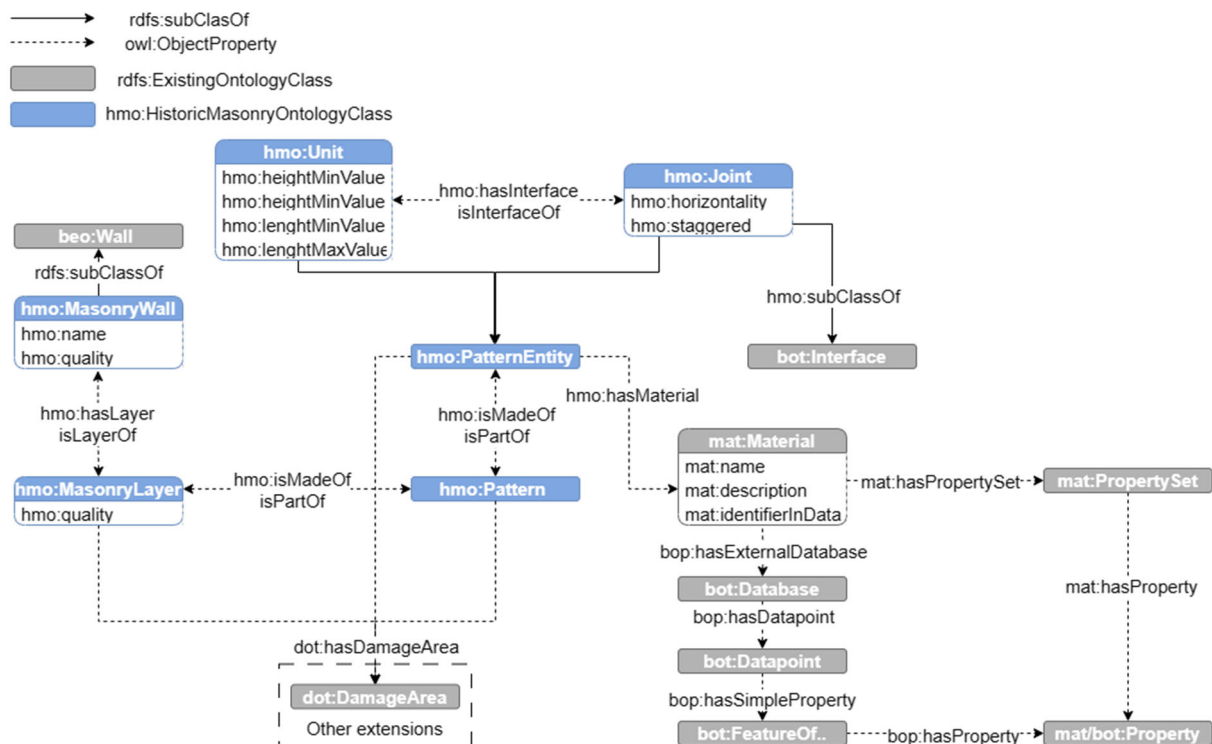 rdfs:subClasOf
owl:ObjectProperty
rdfs:ExistingOntologyClass
hmo:HistoricMasonryOntologyClass
hmo:Unit
hmo:heightMinValue
hmo:heightMinValue
hmo:lenghtMinValue
hmo:lenghtMaxValue
hmo:hasInterface
isInterfaceOf
hmo:Joint
hmo:horizontality
hmo:staggered
beo:Wall
rdfs:subClassOf
hmo:MasonryWall
hmo:name
hmo:quality
hmo:subClassOf
bot:Interface
hmo:PatternEntity
hmo:hasMaterial
hmo:hasLayer
isLayerOf
hmo:isMadeOf
isPartOf
hmo:MasonryLayer
hmo:quality
hmo:isMadeOf
isPartOf
hmo:Pattern
mat:Material
mat:name
mat:description
mat:identifierInData
mat:hasPropertySet
mat:PropertySet
bop:hasExternalDatabase
bot:Database
mat:hasProperty
bop:hasDatapoint
bot:Datapoint
dot:hasDamageArea
dot:DamageArea
Other extensions
bop:hasSimpleProperty
bot:FeatureOf..
bop:hasProperty
mat/bot:Property